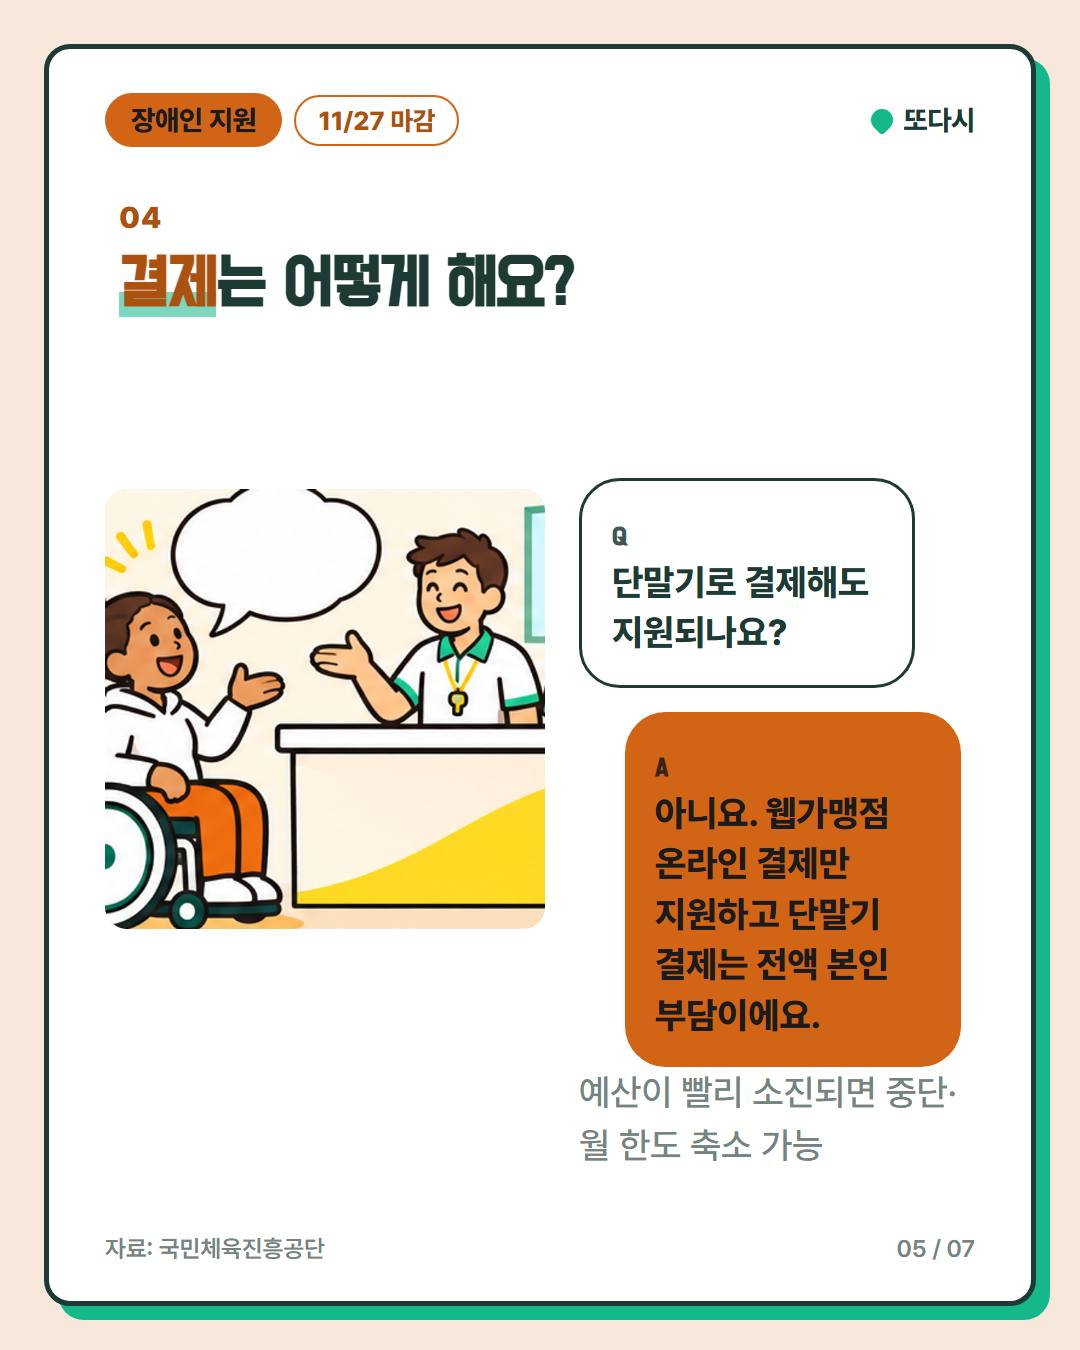 장애인 지원
11/27 마감
또다시
04
결제는 어떻게 해요?
Q
단말기로 결제해도
지원되나요?
A
아니요. 웹가맹점
온라인 결제만
지원하고 단말기
결제는 전액 본인
부담이에요.
예산이 빨리 소진되면 중단·
월 한도 축소 가능
자료: 국민체육진흥공단
05 / 07